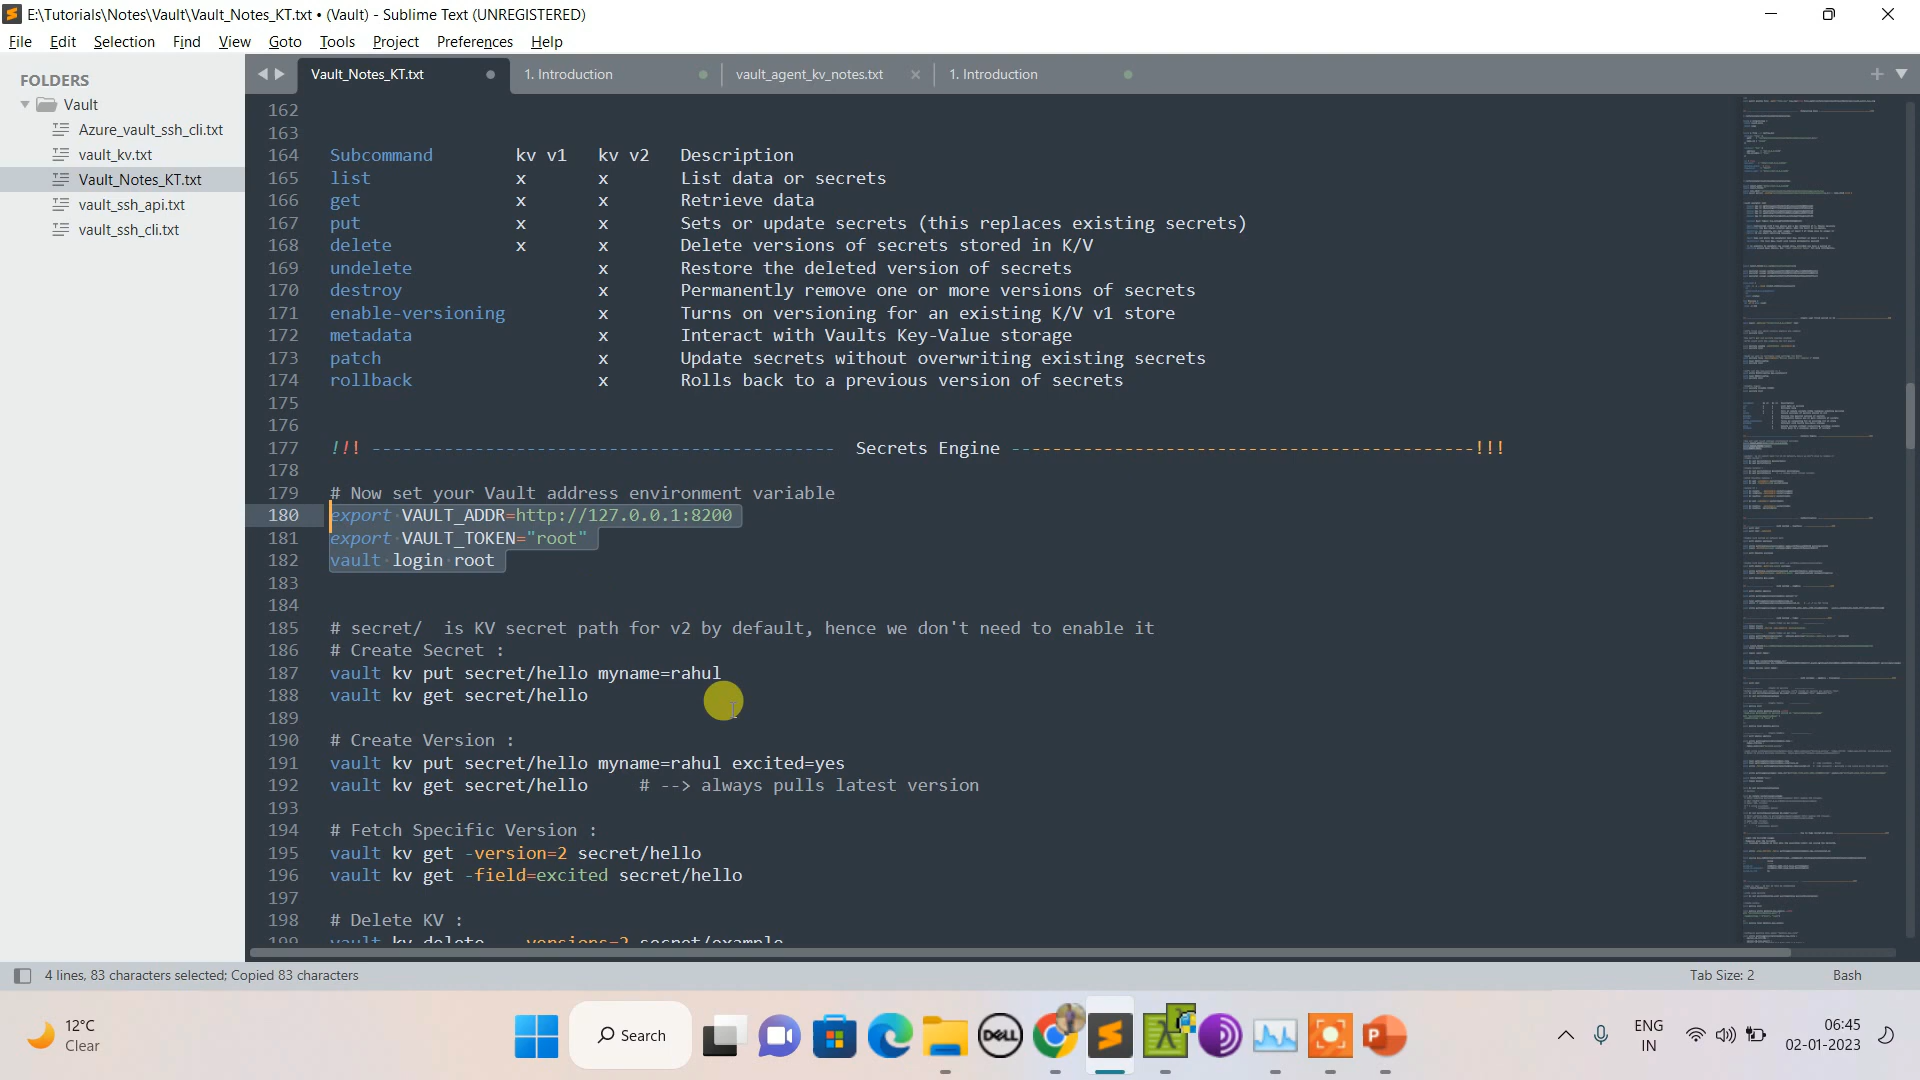 E:\Tutorials\Notes\Vault\Vault_Notes_KT.txt • (Vault) - Sublime Text (UNREGISTERED)
File Edit Selection Find View Goto Tools Project Preferences Help
FOLDERS
Vault
Azure_vault_ssh_cli.txt
vault_kv.txt
Vault_Notes_KT.txt
vault_ssh_api.txt
vault_ssh_cli.txt
Vault_Notes_KT.txt 1. Introduction vault_agent_kv_notes.txt 1. Introduction
162
163
164 Subcommand kv v1 kv v2 Description
165 list x x List data or secrets
166 get x x Retrieve data
167 put x x Sets or update secrets (this replaces existing secrets)
168 delete x x Delete versions of secrets stored in K/V
169 undelete x Restore the deleted version of secrets
170 destroy x Permanently remove one or more versions of secrets
171 enable-versioning x Turns on versioning for an existing K/V v1 store
172 metadata x Interact with Vaults Key-Value storage
173 patch x Update secrets without overwriting existing secrets
174 rollback x Rolls back to a previous version of secrets
175
176
177 !!! --------------------------------------------- Secrets Engine ---------------------------------------------!!!
178
179 # Now set your Vault address environment variable
180 export VAULT_ADDR=http://127.0.0.1:8200
181 export VAULT_TOKEN="root"
182 vault login root
183
184
185 # secret/ is KV secret path for v2 by default, hence we don't need to enable it
186 # Create Secret :
187 vault kv put secret/hello myname=rahul
188 vault kv get secret/hello
189
190 # Create Version :
191 vault kv put secret/hello myname=rahul excited=yes
192 vault kv get secret/hello # --> always pulls latest version
193
194 # Fetch Specific Version :
195 vault kv get -version=2 secret/hello
196 vault kv get -field=excited secret/hello
197
198 # Delete KV :
199 vault kv delete versions=2 secret/example
4 lines, 83 characters selected; Copied 83 characters Tab Size: 2 Bash
12°C
Clear
Search
DELL
ENG
IN
06:45
02-01-2023